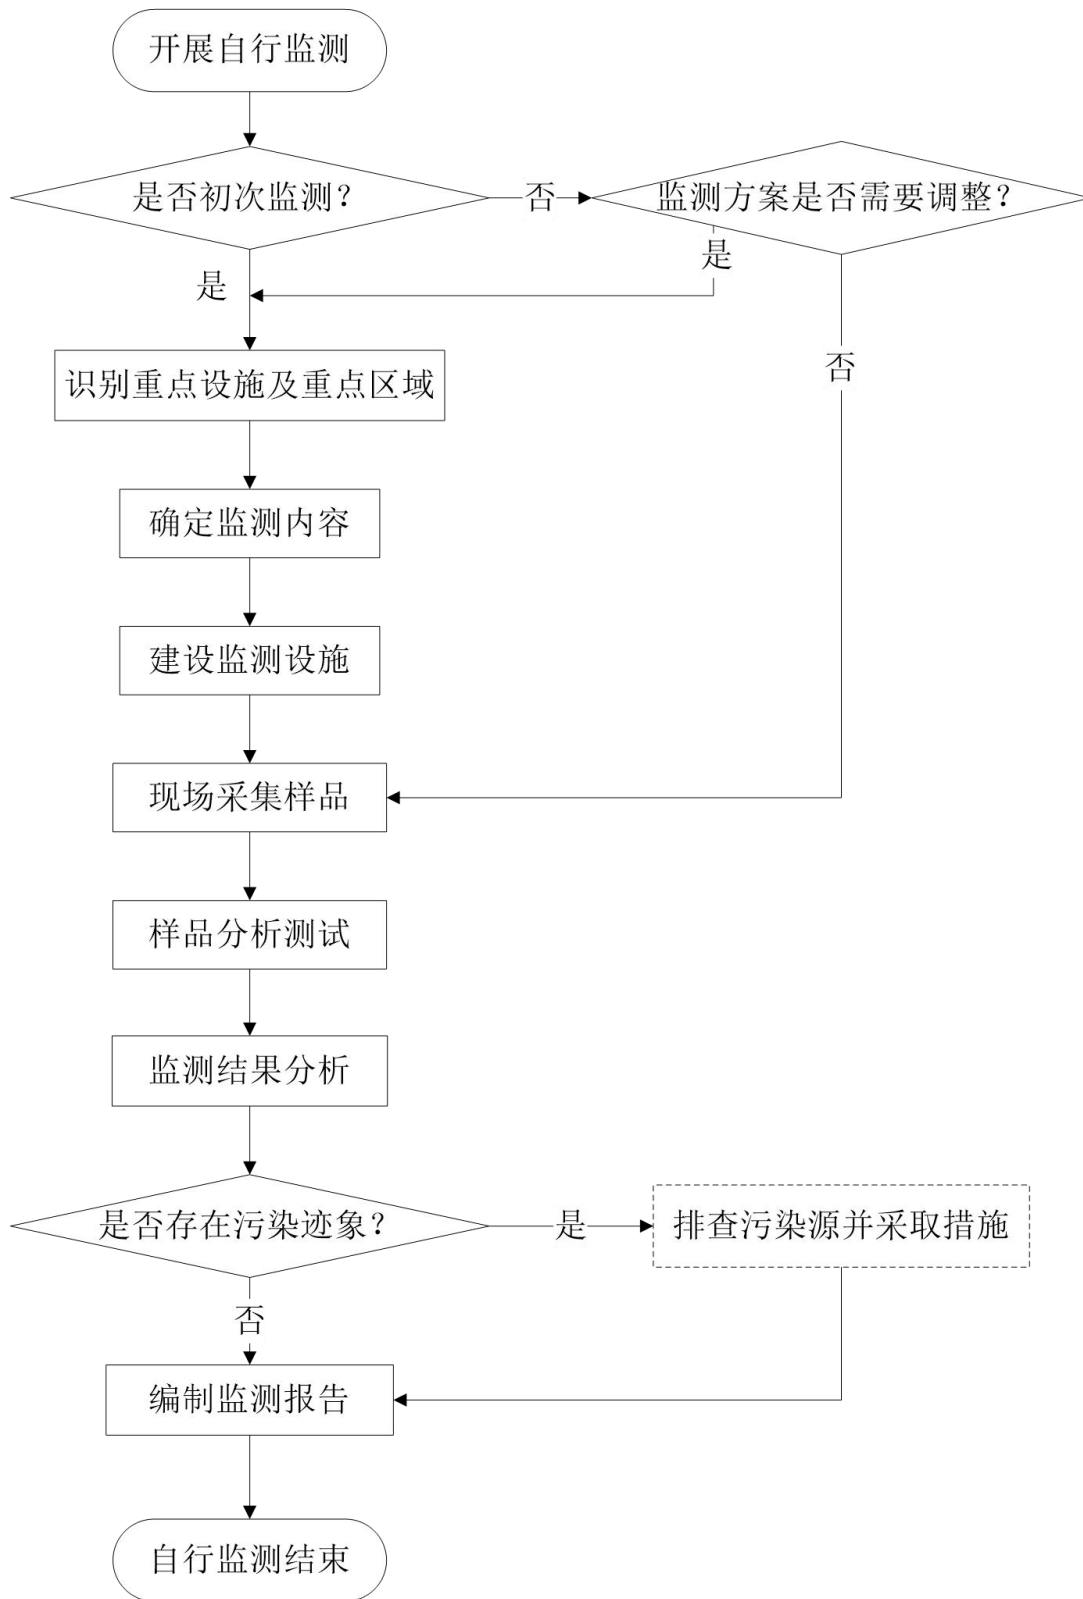 开展自行监测
是否初次监测?
否
监测方案是否需要调整?
是
是
否
识别重点设施及重点区域
确定监测内容
建设监测设施
现场采集样品
样品分析测试
监测结果分析
是否存在污染迹象?
是
排查污染源并采取措施
否
编制监测报告
自行监测结束